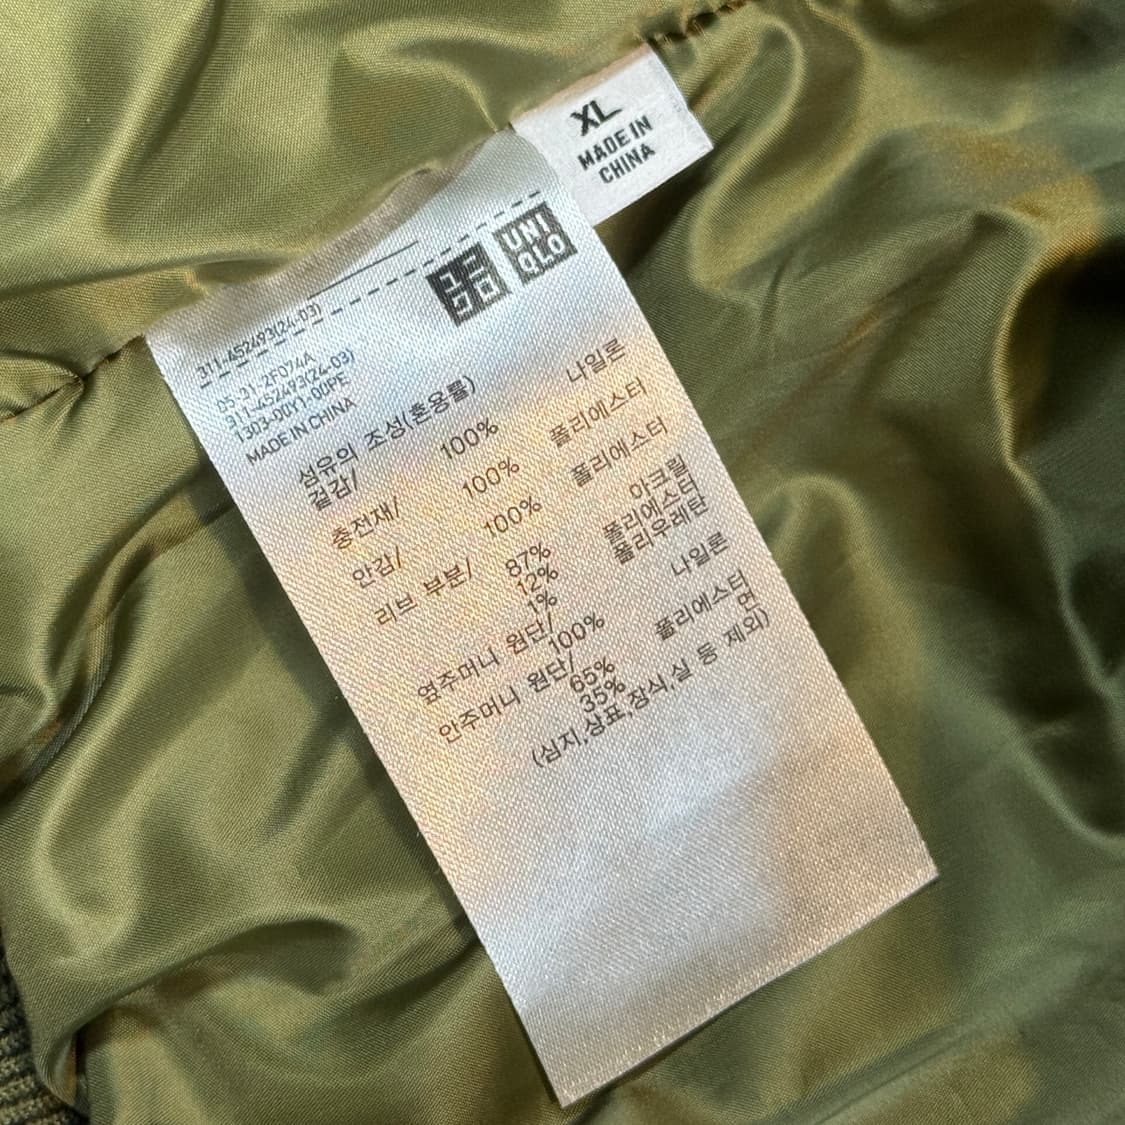 XL
MADE IN
CHINA
ユニ
クロ
UNI
QLO
311-452493(24-03)
05-31-2F074A
311-452493(24-03)
1303-00Y1-00PE
MADE IN CHINA
섬유의 조성(혼용률)
겉감/ 100% 나일론
충전재/ 100% 폴리에스터
안감/ 100% 폴리에스터
리브 부분/ 87% 아크릴
12% 폴리에스터
1% 폴리우레탄
옆주머니 원단/
100% 나일론
안주머니 원단/
65% 폴리에스터
35% 면
(심지,상표,장식,실 등 제외)